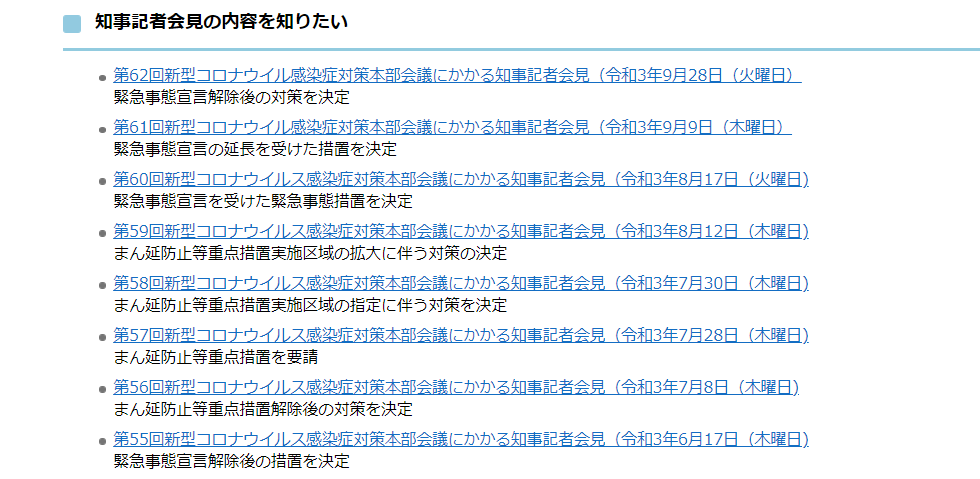 知事記者会見の内容を知りたい
第62回新型コロナウイル感染症対策本部会議にかかる知事記者会見（令和3年9月28日（火曜日）
緊急事態宣言解除後の対策を決定
第61回新型コロナウイル感染症対策本部会議にかかる知事記者会見（令和3年9月9日（木曜日）
緊急事態宣言の延長を受けた措置を決定
第60回新型コロナウイルス感染症対策本部会議にかかる知事記者会見（令和3年8月17日（火曜日)
緊急事態宣言を受けた緊急事態措置を決定
第59回新型コロナウイルス感染症対策本部会議にかかる知事記者会見（令和3年8月12日（木曜日)
まん延防止等重点措置実施区域の拡大に伴う対策の決定
第58回新型コロナウイルス感染症対策本部会議にかかる知事記者会見（令和3年7月30日（木曜日)
まん延防止等重点措置実施区域の指定に伴う対策を決定
第57回新型コロナウイルス感染症対策本部会議にかかる知事記者会見（令和3年7月28日（木曜日)
まん延防止等重点措置を要請
第56回新型コロナウイルス感染症対策本部会議にかかる知事記者会見（令和3年7月8日（木曜日)
まん延防止等重点措置解除後の対策を決定
第55回新型コロナウイルス感染症対策本部会議にかかる知事記者会見（令和3年6月17日（木曜日)
緊急事態宣言解除後の措置を決定